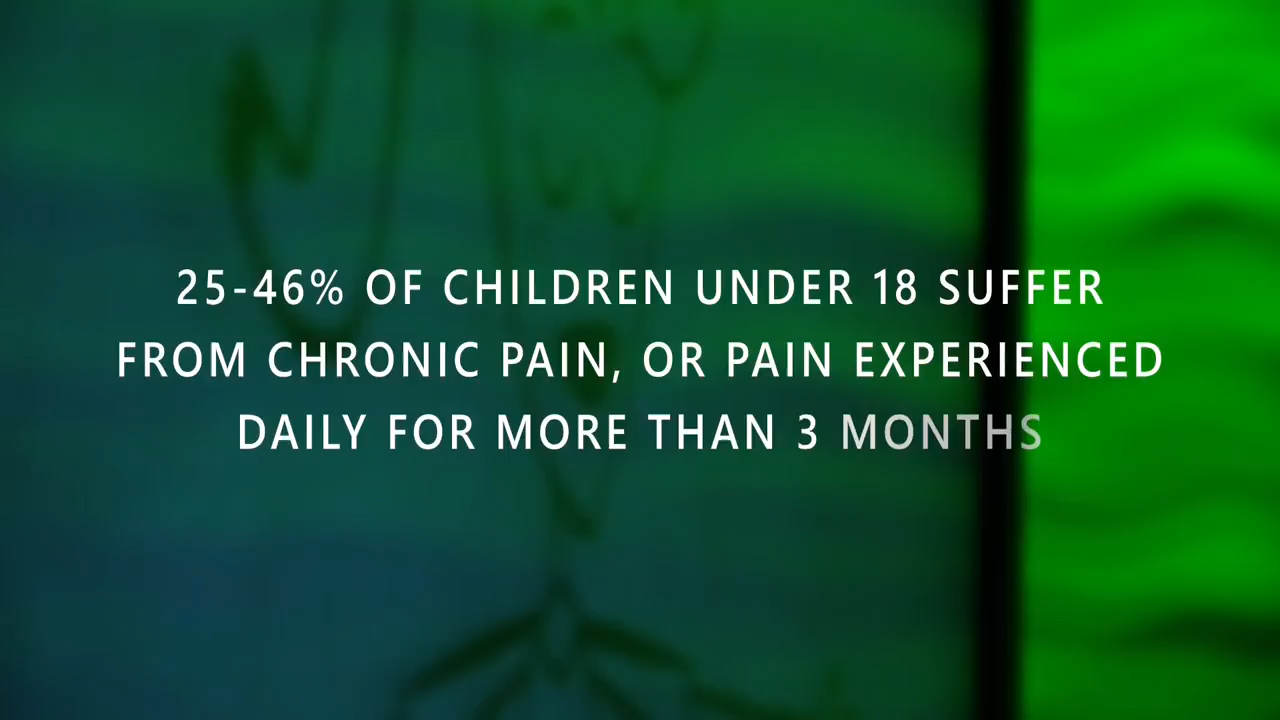 25-46% OF CHILDREN UNDER 18 SUFFER
FROM CHRONIC PAIN, OR PAIN EXPERIENCED
DAILY FOR MORE THAN 3 MONTHS